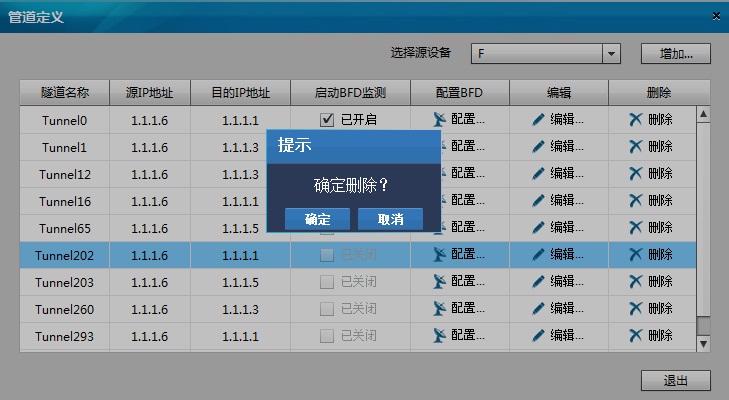 管道定义
选择源设备 F 增加...
隧道名称 源IP地址 目的IP地址 启动BFD监测 配置BFD 编辑 删除
Tunnel0 1.1.1.6 1.1.1.1 已开启 配置... 编辑... 删除
Tunnel1 1.1.1.6 1.1.1.3 配置... 编辑... 删除
Tunnel12 1.1.1.6 1.1.1.3 配置... 编辑... 删除
Tunnel16 1.1.1.6 1.1.1.1 配置... 编辑... 删除
Tunnel65 1.1.1.6 1.1.1.5 配置... 编辑... 删除
Tunnel202 1.1.1.6 1.1.1.1 已关闭 配置... 编辑... 删除
Tunnel203 1.1.1.6 1.1.1.5 已关闭 配置... 编辑... 删除
Tunnel260 1.1.1.6 1.1.1.3 已关闭 配置... 编辑... 删除
Tunnel293 1.1.1.6 1.1.1.1 已关闭 配置... 编辑... 删除
提示
确定删除？
确定 取消
退出